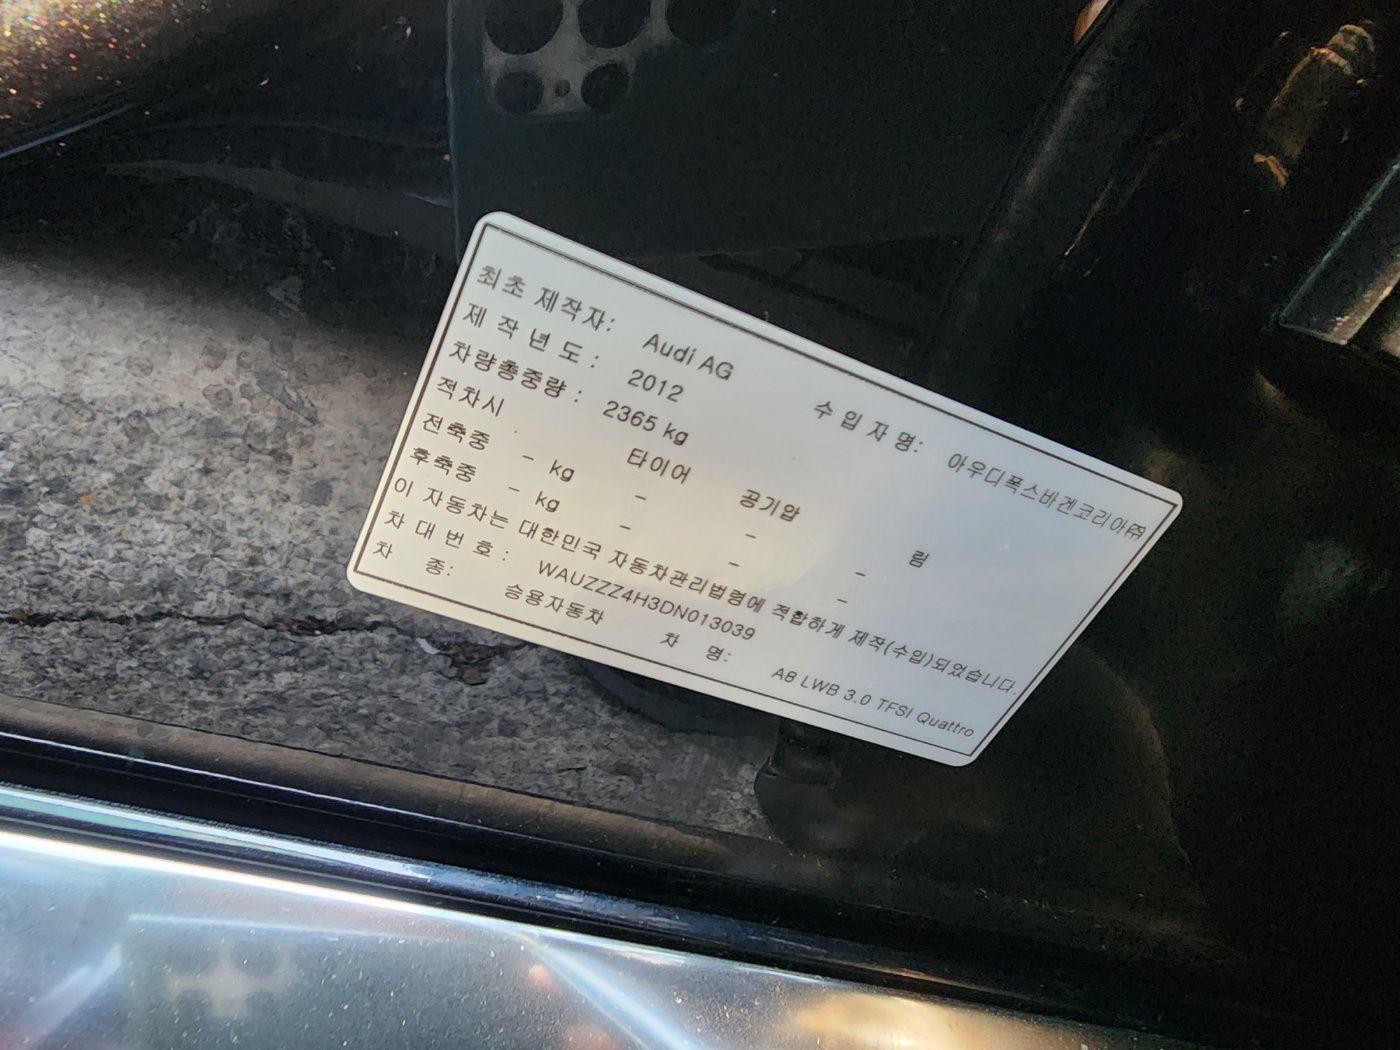 최초 제작자: Audi AG 수 입 자 명: 아우디폭스바겐코리아㈜
제 작 년 도 : 2012
차량총중량 : 2365 kg
적차시 타이어 공기압 림
전축중 - kg - - -
후축중 - kg - - -
이 자동차는 대한민국 자동차관리법령에 적합하게 제작(수입)되었습니다.
차 대 번 호 : WAUZZZ4H3DN013039
차 종: 승용자동차 차 명: A8 LWB 3.0 TFSI Quattro